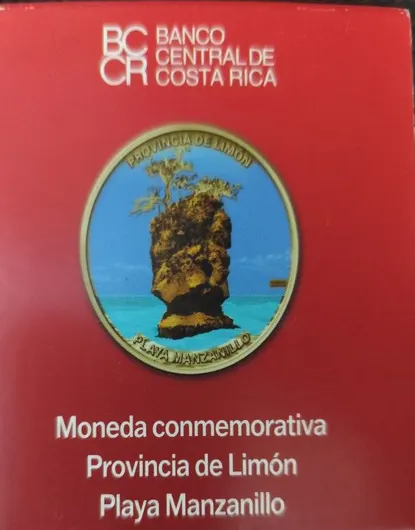 BC
CR
BANCO
CENTRAL DE
COSTA RICA
PROVINCIA DE LIMÓN
PLAYA MANZANILLO
Moneda conmemorativa
Provincia de Limón
Playa Manzanillo